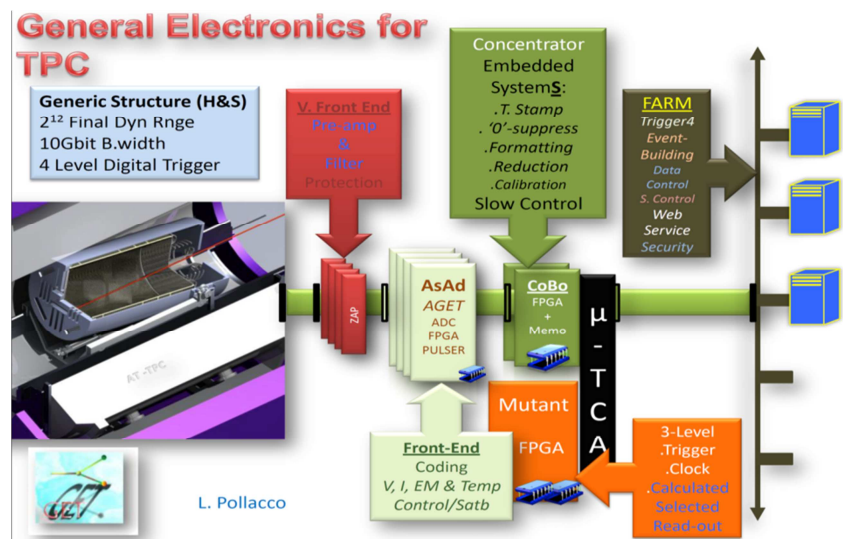 General Electronics for
TPC
Generic Structure (H&S)
2¹² Final Dyn Rnge
10Gbit B.width
4 Level Digital Trigger
V. Front End
Pre-amp
&
Filter
Protection
Concentrator
Embedded
SystemS:
.T. Stamp
. ‘0’-suppress
.Formatting
.Reduction
.Calibration
Slow Control
FARM
Trigger4
Event-
Building
Data
Control
S. Control
Web
Service
Security
ZAP
AsAd
AGET
ADC
FPGA
PULSER
CoBo
FPGA
+
Memo
μ-TCA
AT-TPC
Mutant
FPGA
Front-End
Coding
V, I, EM & Temp
Control/Satb
3-Level
.Trigger
.Clock
.Calculated
Selected
Read-out
GET
L. Pollacco